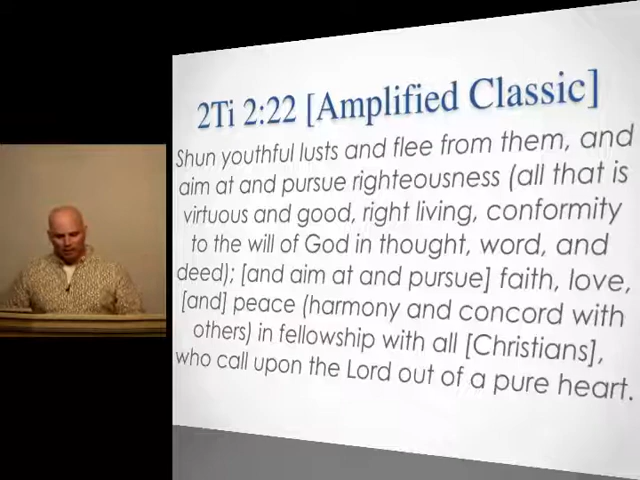 2Ti 2:22 [Amplified Classic]
Shun youthful lusts and flee from them, and
aim at and pursue righteousness (all that is
virtuous and good, right living, conformity
to the will of God in thought, word, and
deed); [and aim at and pursue] faith, love,
[and] peace (harmony and concord with
others) in fellowship with all [Christians],
who call upon the Lord out of a pure heart.